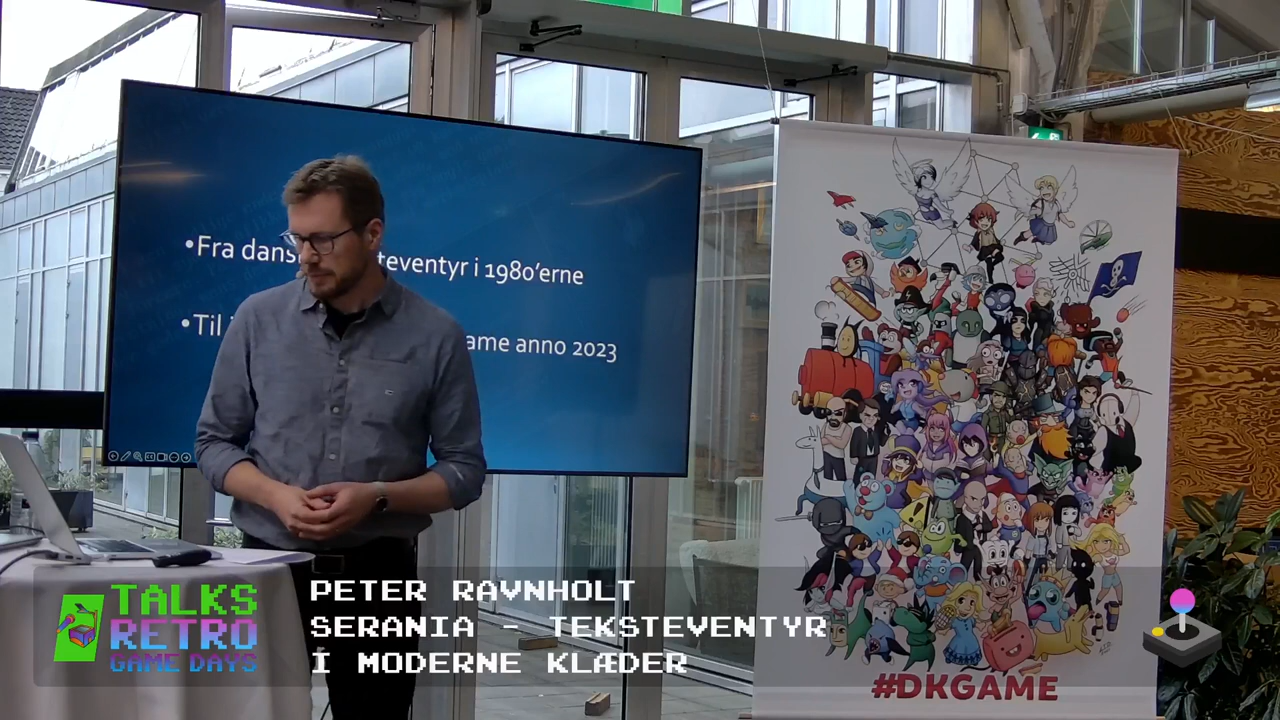 •Fra dans teventyr i 1980'erne
•Til ame anno 2023
TALKS
RETRO
GAME DAYS
PETER RAVNHOLT
SERANIA - TEKSTEVENTYR
I MODERNE KLÆDER
#DKGAME